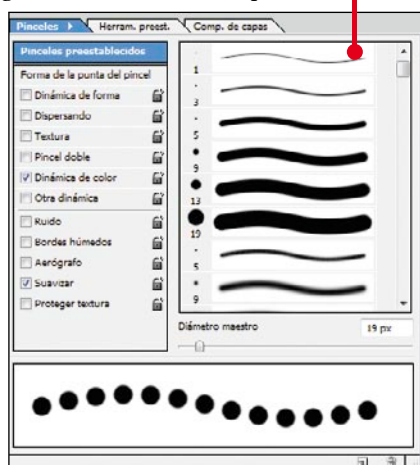 Pinceles Herram. preest. Comp. de capas
Pinceles preestablecidos
Forma de la punta del pincel
Dinámica de forma
Dispersando
Textura
Pincel doble
Dinámica de color
Otra dinámica
Ruido
Bordes húmedos
Aerógrafo
Suavizar
Proteger textura
1
3
5
9
13
19
5
9
Diámetro maestro 19 px